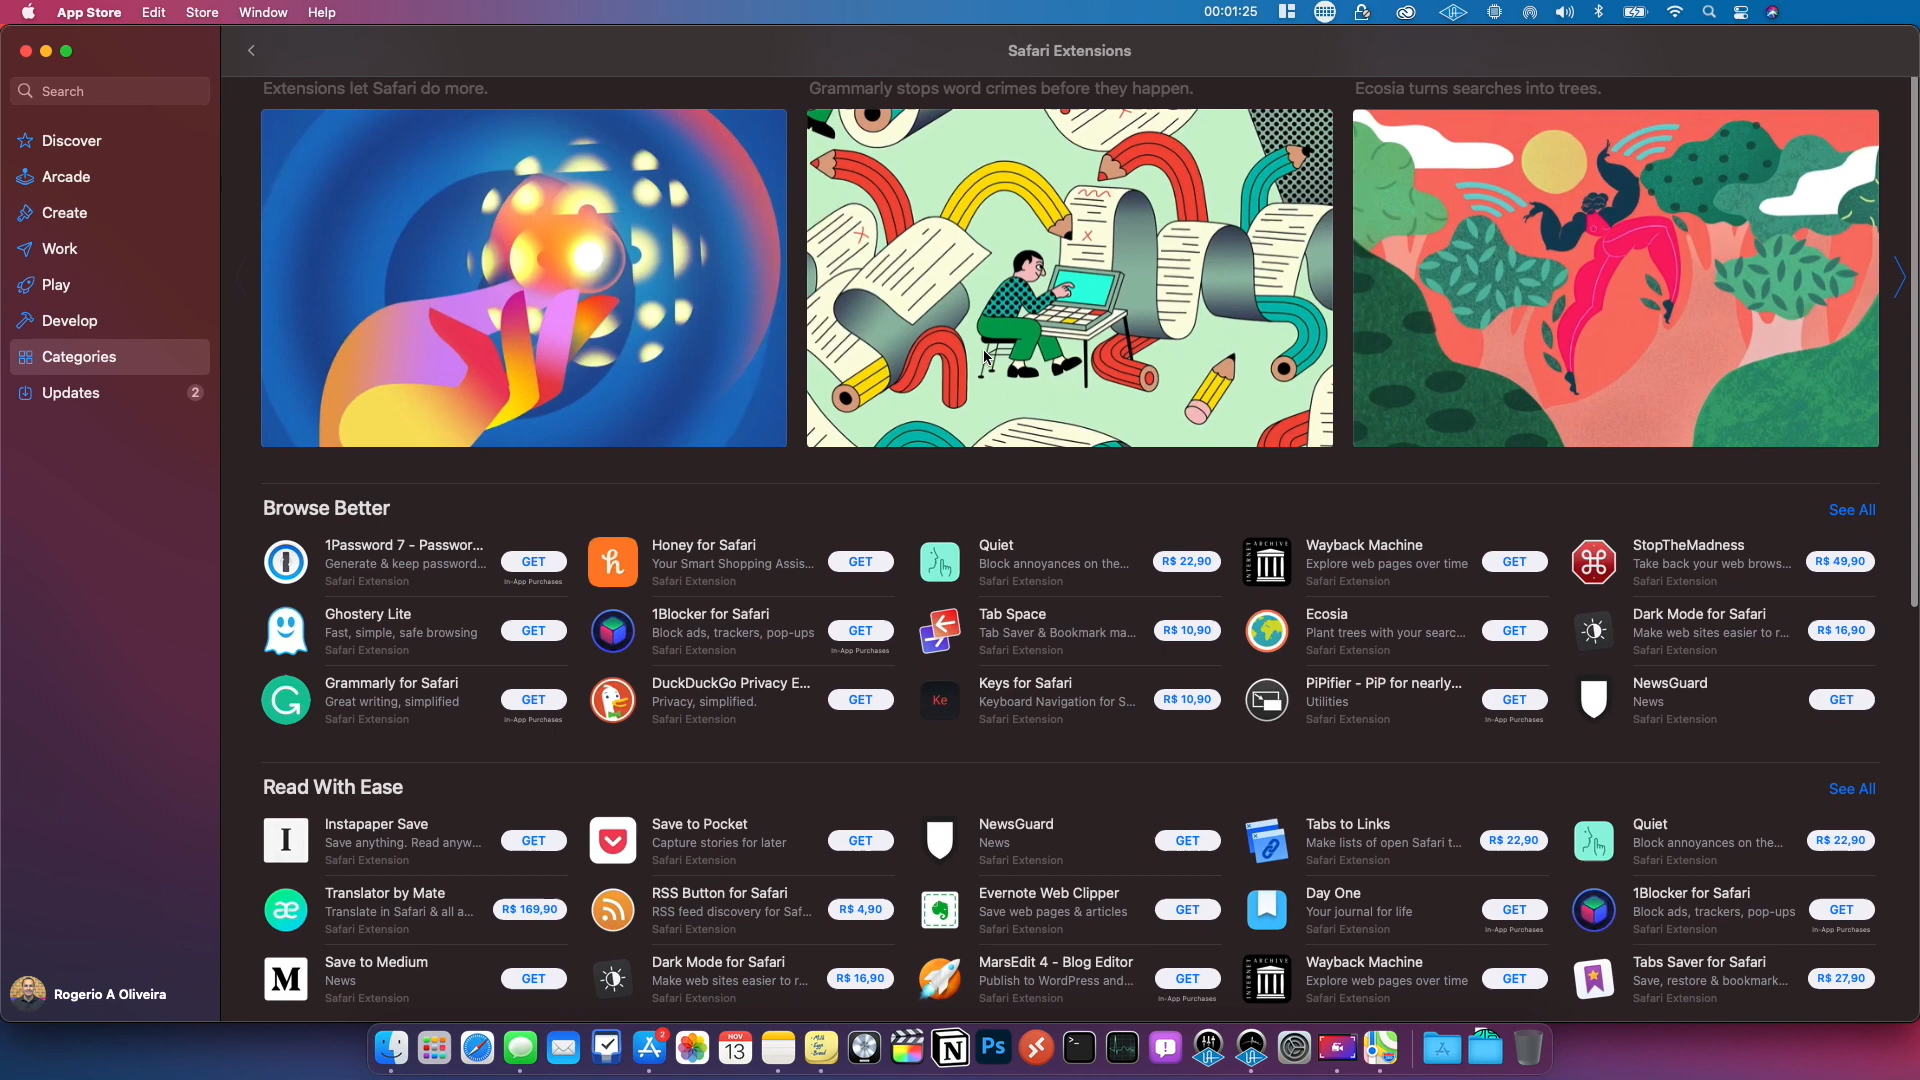 App Store Edit Store Window Help 00:01:25
Safari Extensions
Search
Discover
Arcade
Create
Work
Play
Develop
Categories
Updates 2
Rogerio A Oliveira
Extensions let Safari do more.
Grammarly stops word crimes before they happen.
Ecosia turns searches into trees.
Browse Better
See All
1Password 7 - Passwor...
Generate & keep password...
Safari Extension
GET
In-App Purchases
Honey for Safari
Your Smart Shopping Assis...
Safari Extension
GET
Quiet
Block annoyances on the...
Safari Extension
R$ 22,90
INTERNET ARCHIVE
Wayback Machine
Explore web pages over time
Safari Extension
GET
StopTheMadness
Take back your web brows...
Safari Extension
R$ 49,90
Ghostery Lite
Fast, simple, safe browsing
Safari Extension
GET
1Blocker for Safari
Block ads, trackers, pop-ups
Safari Extension
GET
In-App Purchases
Tab Space
Tab Saver & Bookmark ma...
Safari Extension
R$ 10,90
Ecosia
Plant trees with your searc...
Safari Extension
GET
Dark Mode for Safari
Make web sites easier to r...
Safari Extension
R$ 16,90
Grammarly for Safari
Great writing, simplified
Safari Extension
GET
In-App Purchases
DuckDuckGo Privacy E...
Privacy, simplified.
Safari Extension
GET
Ke
Keys for Safari
Keyboard Navigation for S...
Safari Extension
R$ 10,90
PiPifier - PiP for nearly...
Utilities
Safari Extension
GET
In-App Purchases
NewsGuard
News
Safari Extension
GET
Read With Ease
See All
I
Instapaper Save
Save anything. Read anyw...
Safari Extension
GET
Save to Pocket
Capture stories for later
Safari Extension
GET
NewsGuard
News
Safari Extension
GET
Tabs to Links
Make lists of open Safari t...
Safari Extension
R$ 22,90
Quiet
Block annoyances on the...
Safari Extension
R$ 22,90
æ
Translator by Mate
Translate in Safari & all a...
Safari Extension
R$ 169,90
RSS Button for Safari
RSS feed discovery for Saf...
Safari Extension
R$ 4,90
Evernote Web Clipper
Save web pages & articles
Safari Extension
GET
Day One
Your journal for life
Safari Extension
GET
In-App Purchases
1Blocker for Safari
Block ads, trackers, pop-ups
Safari Extension
GET
In-App Purchases
M
Save to Medium
News
Safari Extension
GET
Dark Mode for Safari
Make web sites easier to r...
Safari Extension
R$ 16,90
MarsEdit 4 - Blog Editor
Publish to WordPress and...
Safari Extension
GET
In-App Purchases
INTERNET ARCHIVE
Wayback Machine
Explore web pages over time
Safari Extension
GET
Tabs Saver for Safari
Save, restore & bookmark...
Safari Extension
R$ 27,90
2
NOV
13
Milk
Eggs
Bread
Ps